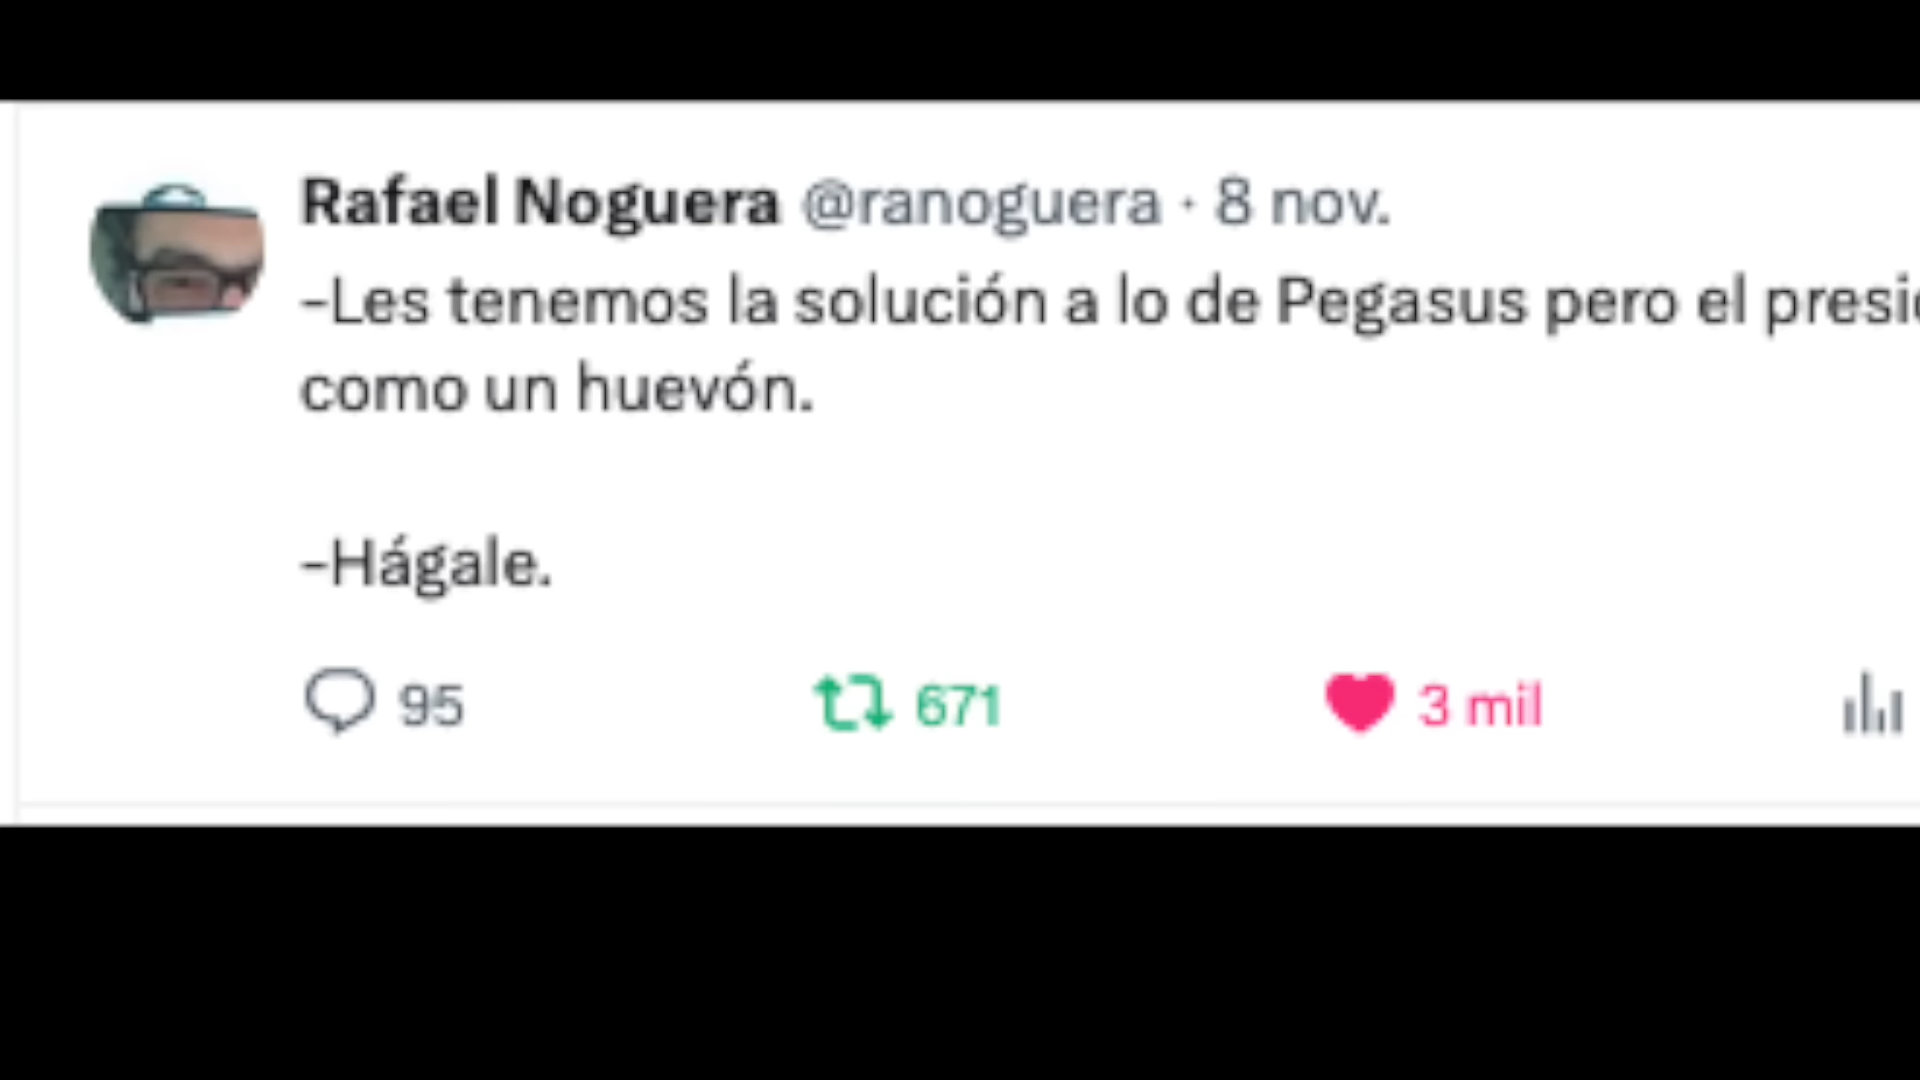 Rafael Noguera @ranoguera · 8 nov.
-Les tenemos la solución a lo de Pegasus pero el
como un huevón.
-Hágale.
95 671 3 mil